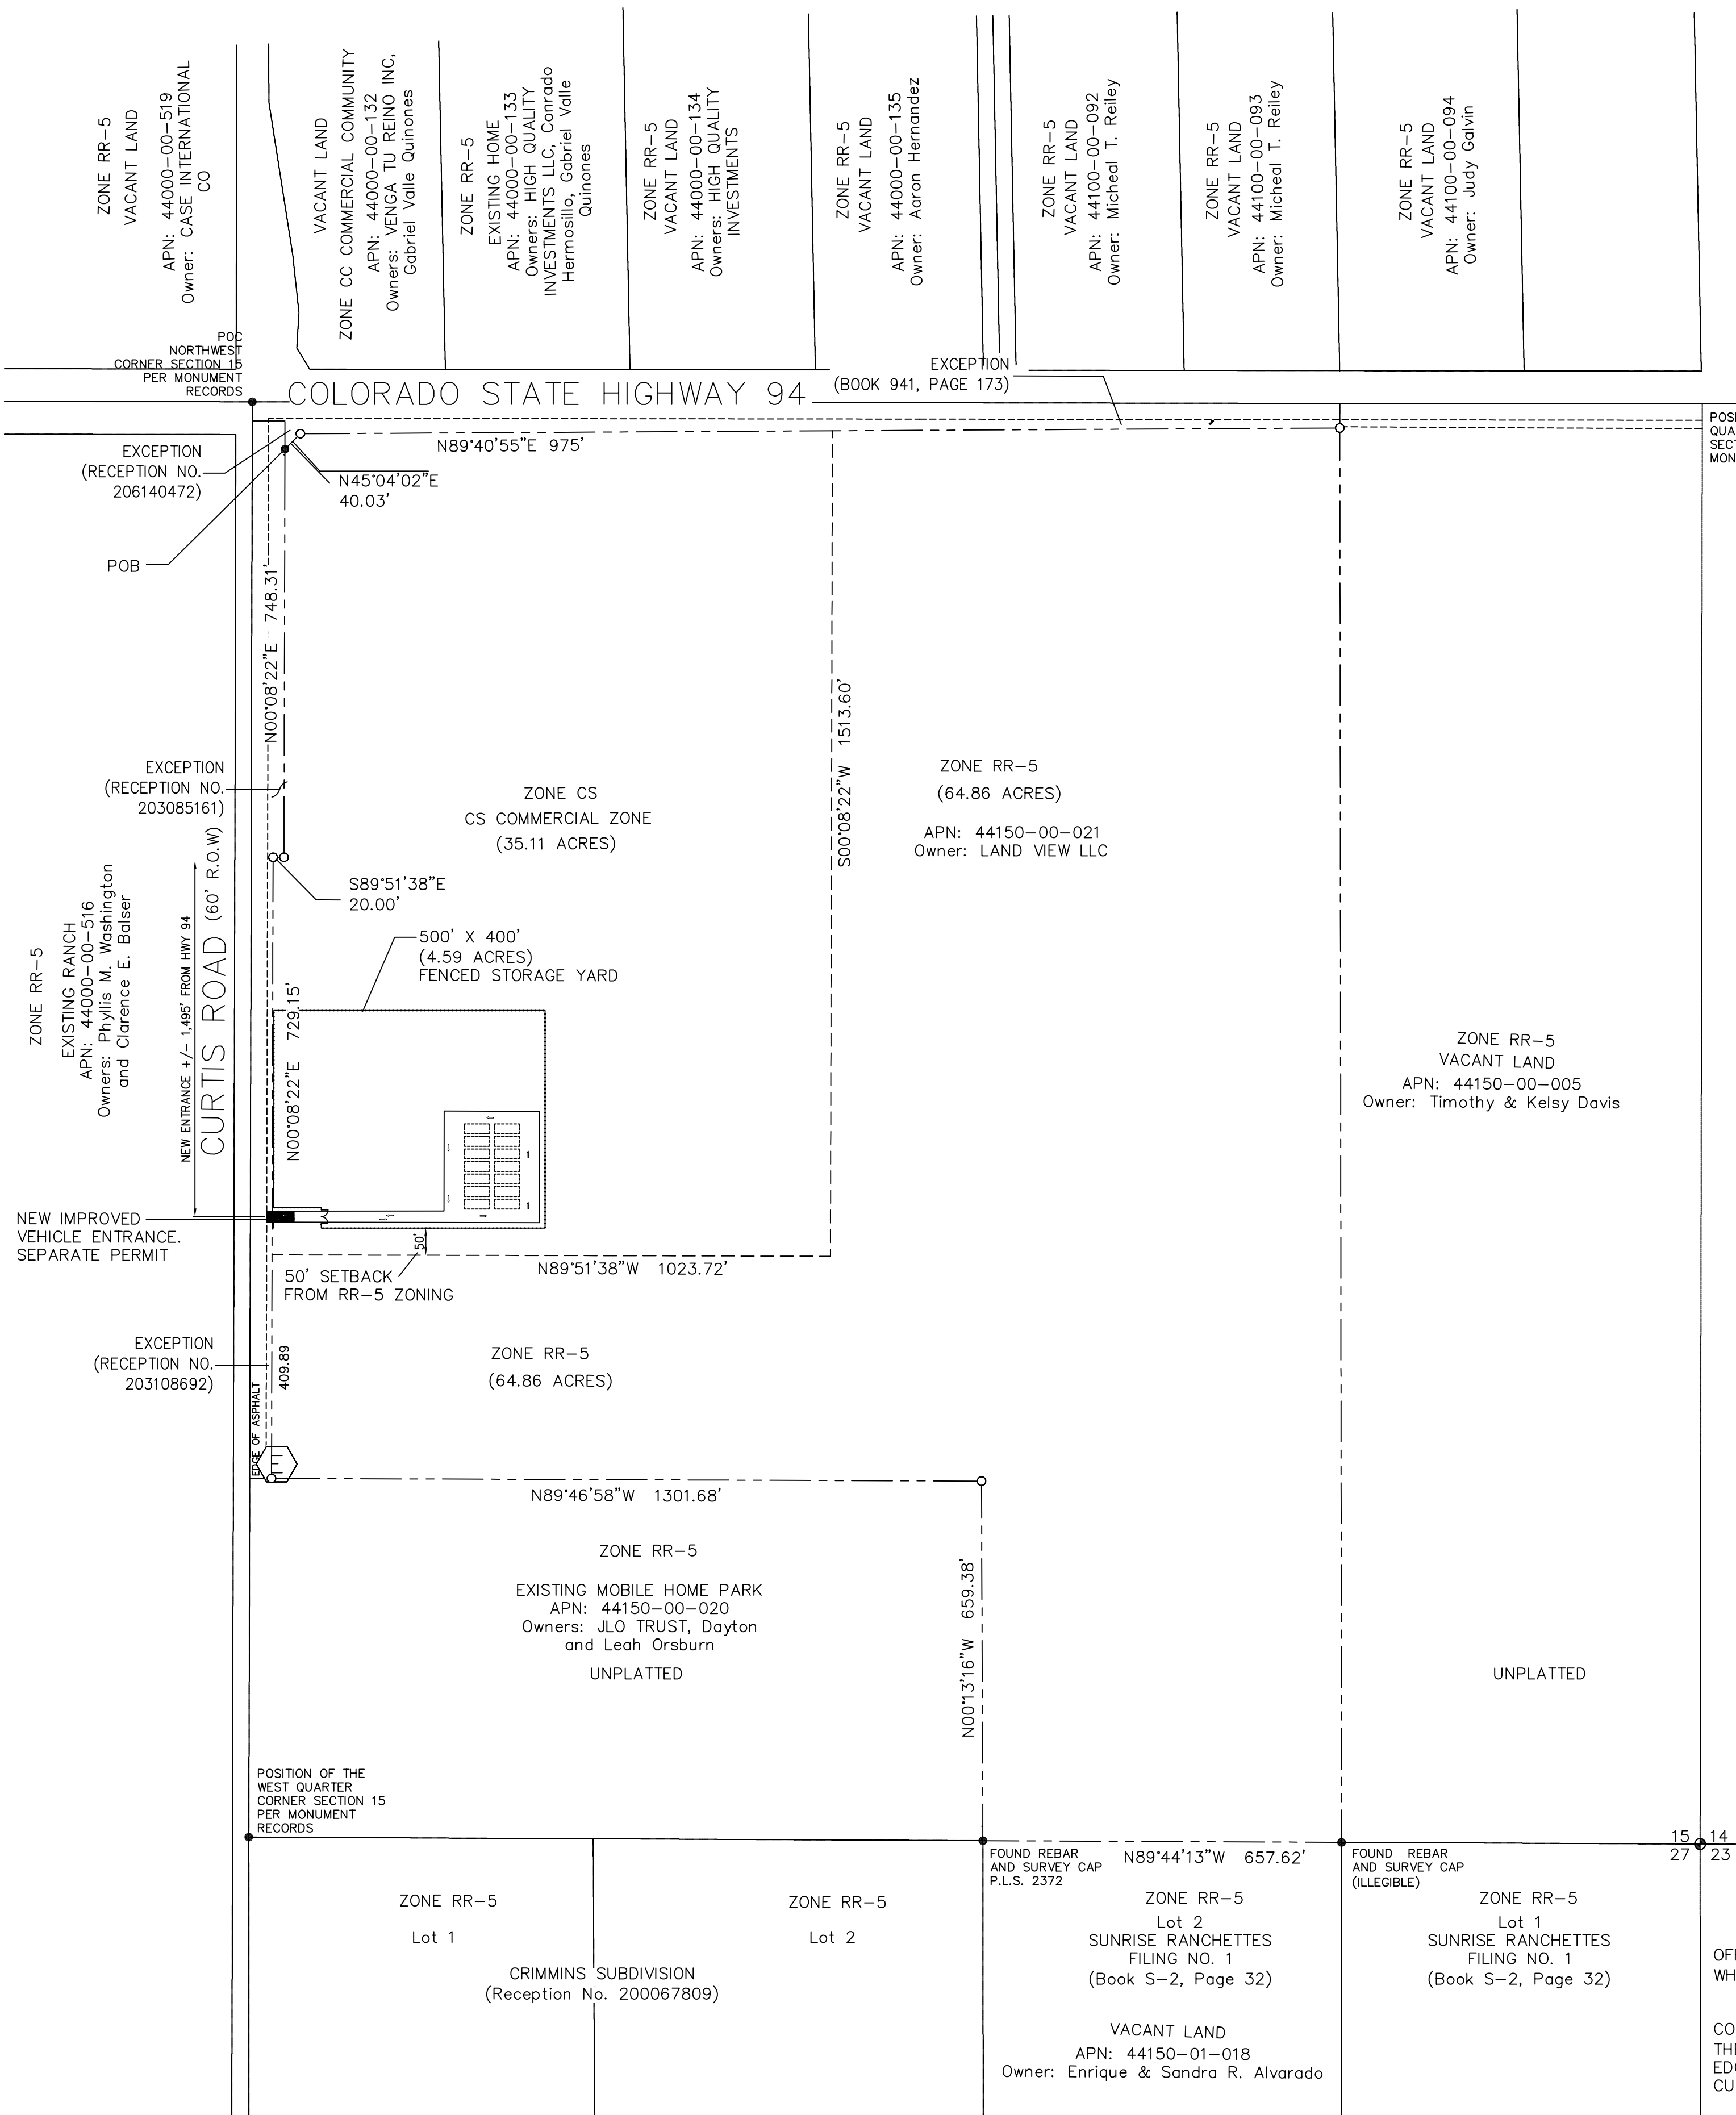 ZONE RR-5
VACANT LAND
APN: 44000-00-519
Owner: CASE INTERNATIONAL
CO
VACANT LAND
ZONE CC COMMERCIAL COMMUNITY
APN: 44000-00-132
Owners: VENGA TU REINO INC,
Gabriel Valle Quinones
ZONE RR-5
EXISTING HOME
APN: 44000-00-133
Owners: HIGH QUALITY
INVESTMENTS LLC, Conrado
Hermosillo, Gabriel Valle
Quinones
ZONE RR-5
VACANT LAND
APN: 44000-00-134
Owners: HIGH QUALITY
INVESTMENTS
ZONE RR-5
VACANT LAND
APN: 44000-00-135
Owner: Aaron Hernandez
ZONE RR-5
VACANT LAND
APN: 44100-00-092
Owner: Micheal T. Reiley
ZONE RR-5
VACANT LAND
APN: 44100-00-093
Owner: Micheal T. Reiley
ZONE RR-5
VACANT LAND
APN: 44100-00-094
Owner: Judy Galvin
POC
NORTHWEST
CORNER SECTION 15
PER MONUMENT
RECORDS
COLORADO STATE HIGHWAY 94
EXCEPTION
(BOOK 941, PAGE 173)
EXCEPTION
(RECEPTION NO.
206140472)
N89°40'55"E 975'
N45°04'02"E
40.03'
POB
N00°08'22"E 748.31'
S00°08'22"W 1513.60'
EXCEPTION
(RECEPTION NO.
203085161)
ZONE CS
CS COMMERCIAL ZONE
(35.11 ACRES)
ZONE RR-5
(64.86 ACRES)
APN: 44150-00-021
Owner: LAND VIEW LLC
S89°51'38"E
20.00'
500' X 400'
(4.59 ACRES)
FENCED STORAGE YARD
ZONE RR-5
EXISTING RANCH
APN: 44000-00-516
Owners: Phyllis M. Washington
and Clarence E. Balser
NEW ENTRANCE +/- 1,495' FROM HWY 94
CURTIS ROAD (60' R.O.W)
N00°08'22"E 729.15'
ZONE RR-5
VACANT LAND
APN: 44150-00-005
Owner: Timothy & Kelsy Davis
NEW IMPROVED
VEHICLE ENTRANCE.
SEPARATE PERMIT
50'
50' SETBACK
FROM RR-5 ZONING
N89°51'38"W 1023.72'
EXCEPTION
(RECEPTION NO.
203108692)
409.89
EDGE OF ASPHALT
ZONE RR-5
(64.86 ACRES)
N89°46'58"W 1301.68'
ZONE RR-5
EXISTING MOBILE HOME PARK
APN: 44150-00-020
Owners: JLO TRUST, Dayton
and Leah Orsburn
UNPLATTED
N00°13'16"W 659.38'
UNPLATTED
POSITION OF THE
WEST QUARTER
CORNER SECTION 15
PER MONUMENT
RECORDS
FOUND REBAR
AND SURVEY CAP
P.L.S. 2372
N89°44'13"W 657.62'
FOUND REBAR
AND SURVEY CAP
(ILLEGIBLE)
15 14
27 23
ZONE RR-5
Lot 1
ZONE RR-5
Lot 2
CRIMMINS SUBDIVISION
(Reception No. 200067809)
ZONE RR-5
Lot 2
SUNRISE RANCHETTES
FILING NO. 1
(Book S-2, Page 32)
VACANT LAND
APN: 44150-01-018
Owner: Enrique & Sandra R. Alvarado
ZONE RR-5
Lot 1
SUNRISE RANCHETTES
FILING NO. 1
(Book S-2, Page 32)